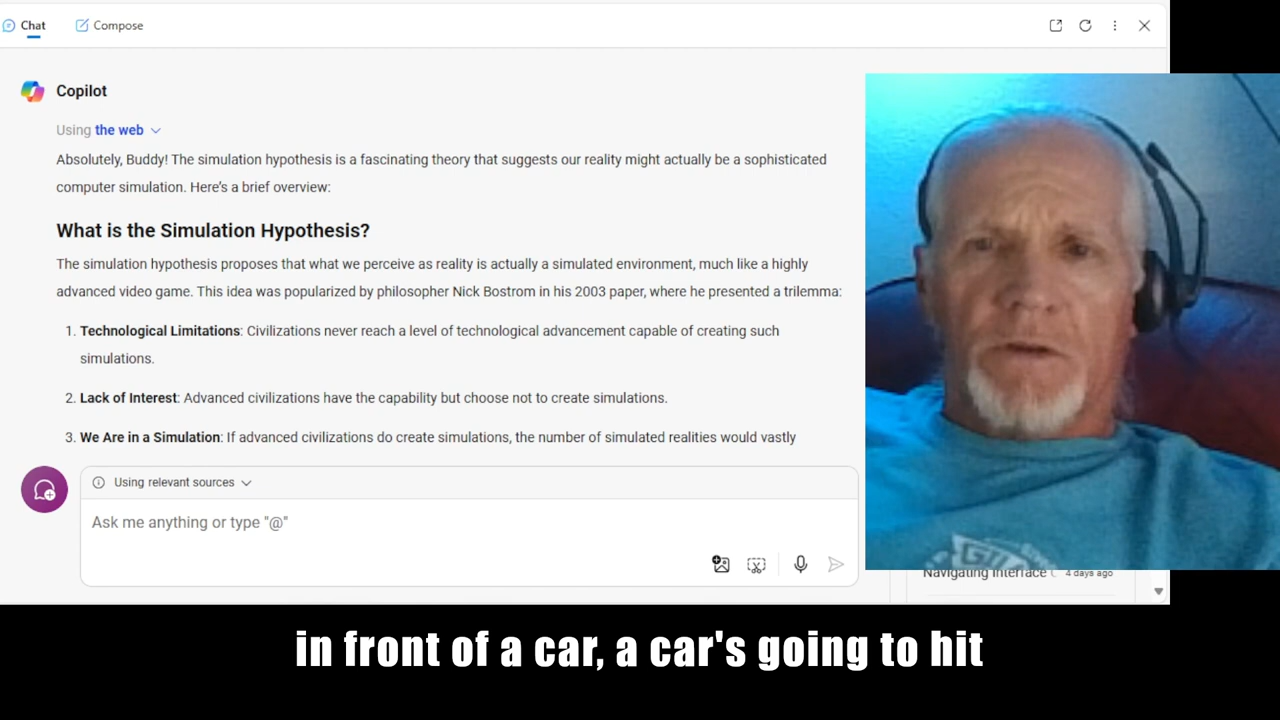 Chat
Compose
Copilot
Using the web
Absolutely, Buddy! The simulation hypothesis is a fascinating theory that suggests our reality might actually be a sophisticated
computer simulation. Here's a brief overview:
What is the Simulation Hypothesis?
The simulation hypothesis proposes that what we perceive as reality is actually a simulated environment, much like a highly
advanced video game. This idea was popularized by philosopher Nick Bostrom in his 2003 paper, where he presented a trilemma:
1. Technological Limitations: Civilizations never reach a level of technological advancement capable of creating such
simulations.
2. Lack of Interest: Advanced civilizations have the capability but choose not to create simulations.
3. We Are in a Simulation: If advanced civilizations do create simulations, the number of simulated realities would vastly
Using relevant sources
Ask me anything or type "@"
Navigating Interface
4 days ago
in front of a car, a car's going to hit